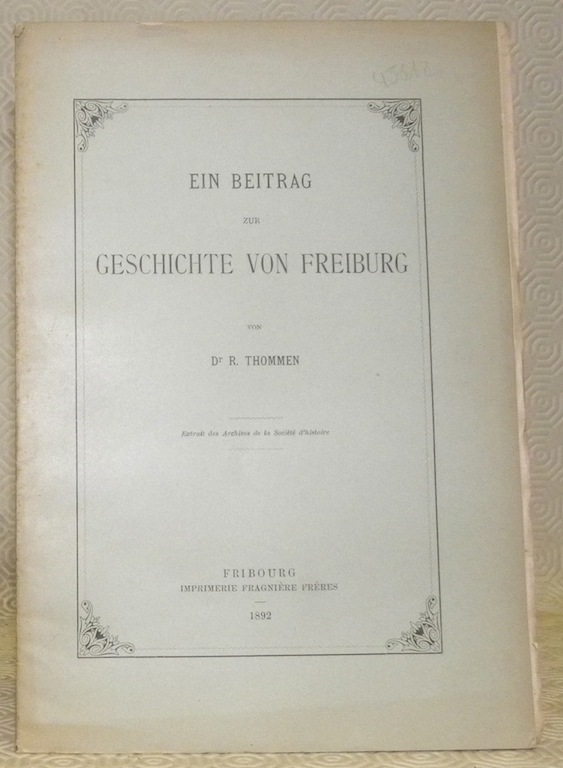 EIN BEITRAG
ZUR
GESCHICHTE VON FREIBURG
VON
Dr R. THOMMEN
Extrait des Archives de la Société d'histoire
FRIBOURG
IMPRIMERIE FRAGNIÈRE FRÈRES
1892